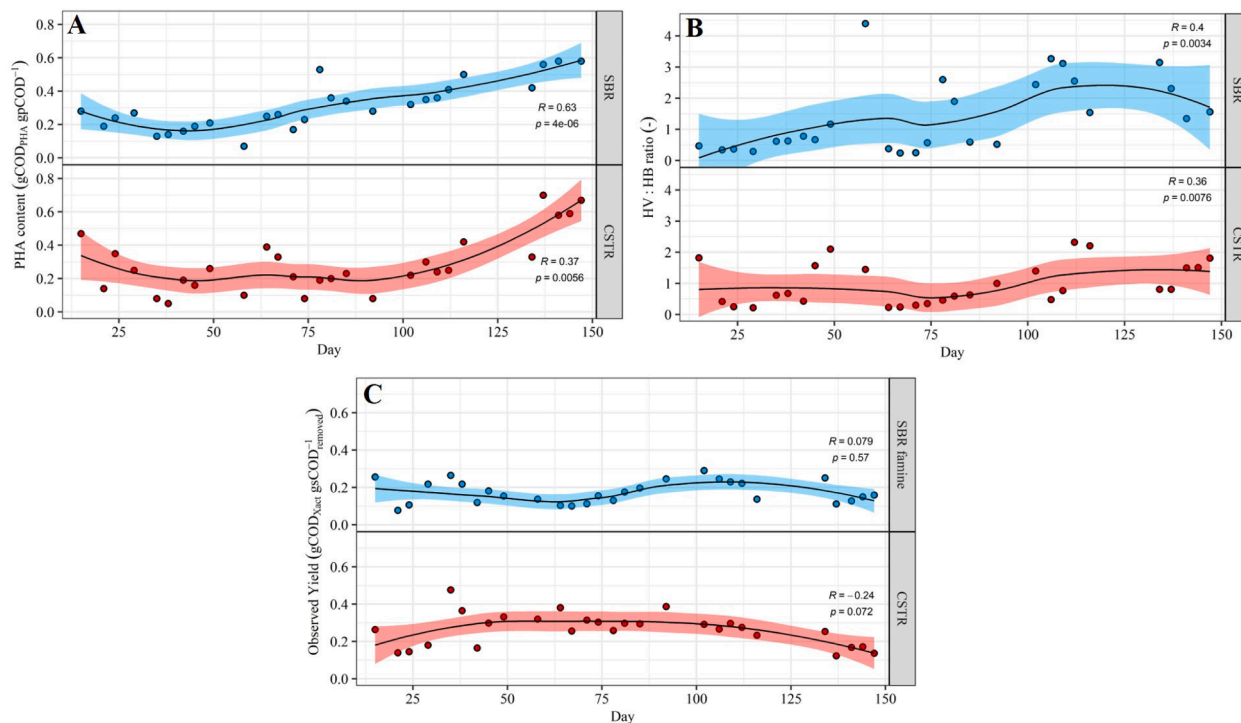 A
PHA content (gCOD_PHA gpCOD⁻¹)
0.8
0.6
0.4
0.2
0.0
R = 0.63
p = 4e-06
SBR
0.8
0.6
0.4
0.2
0.0
R = 0.37
p = 0.0056
CSTR
25 50 75 100 125 150
Day
B
HV : HB ratio (-)
4
3
2
1
0
R = 0.4
p = 0.0034
SBR
4
3
2
1
0
R = 0.36
p = 0.0076
CSTR
25 50 75 100 125 150
Day
C
Observed Yield (gCOD_Xact gsCOD⁻¹_removed)
0.6
0.4
0.2
0.0
R = 0.079
p = 0.57
SBR famine
0.6
0.4
0.2
0.0
R = −0.24
p = 0.072
CSTR
25 50 75 100 125 150
Day